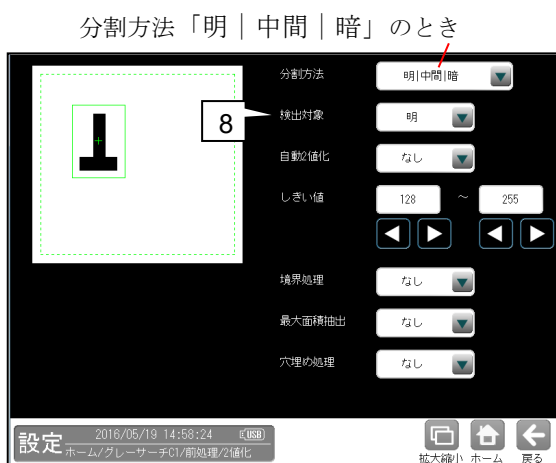 分割方法「明｜中間｜暗」のとき
分割方法 明|中間|暗
8 検出対象 明
自動2値化 なし
しきい値 128 ～ 255
境界処理 なし
最大面積抽出 なし
穴埋め処理 なし
設定 2016/05/19 14:58:24 USB
ホーム/グレーサーチC1/前処理/2値化
拡大縮小 ホーム 戻る